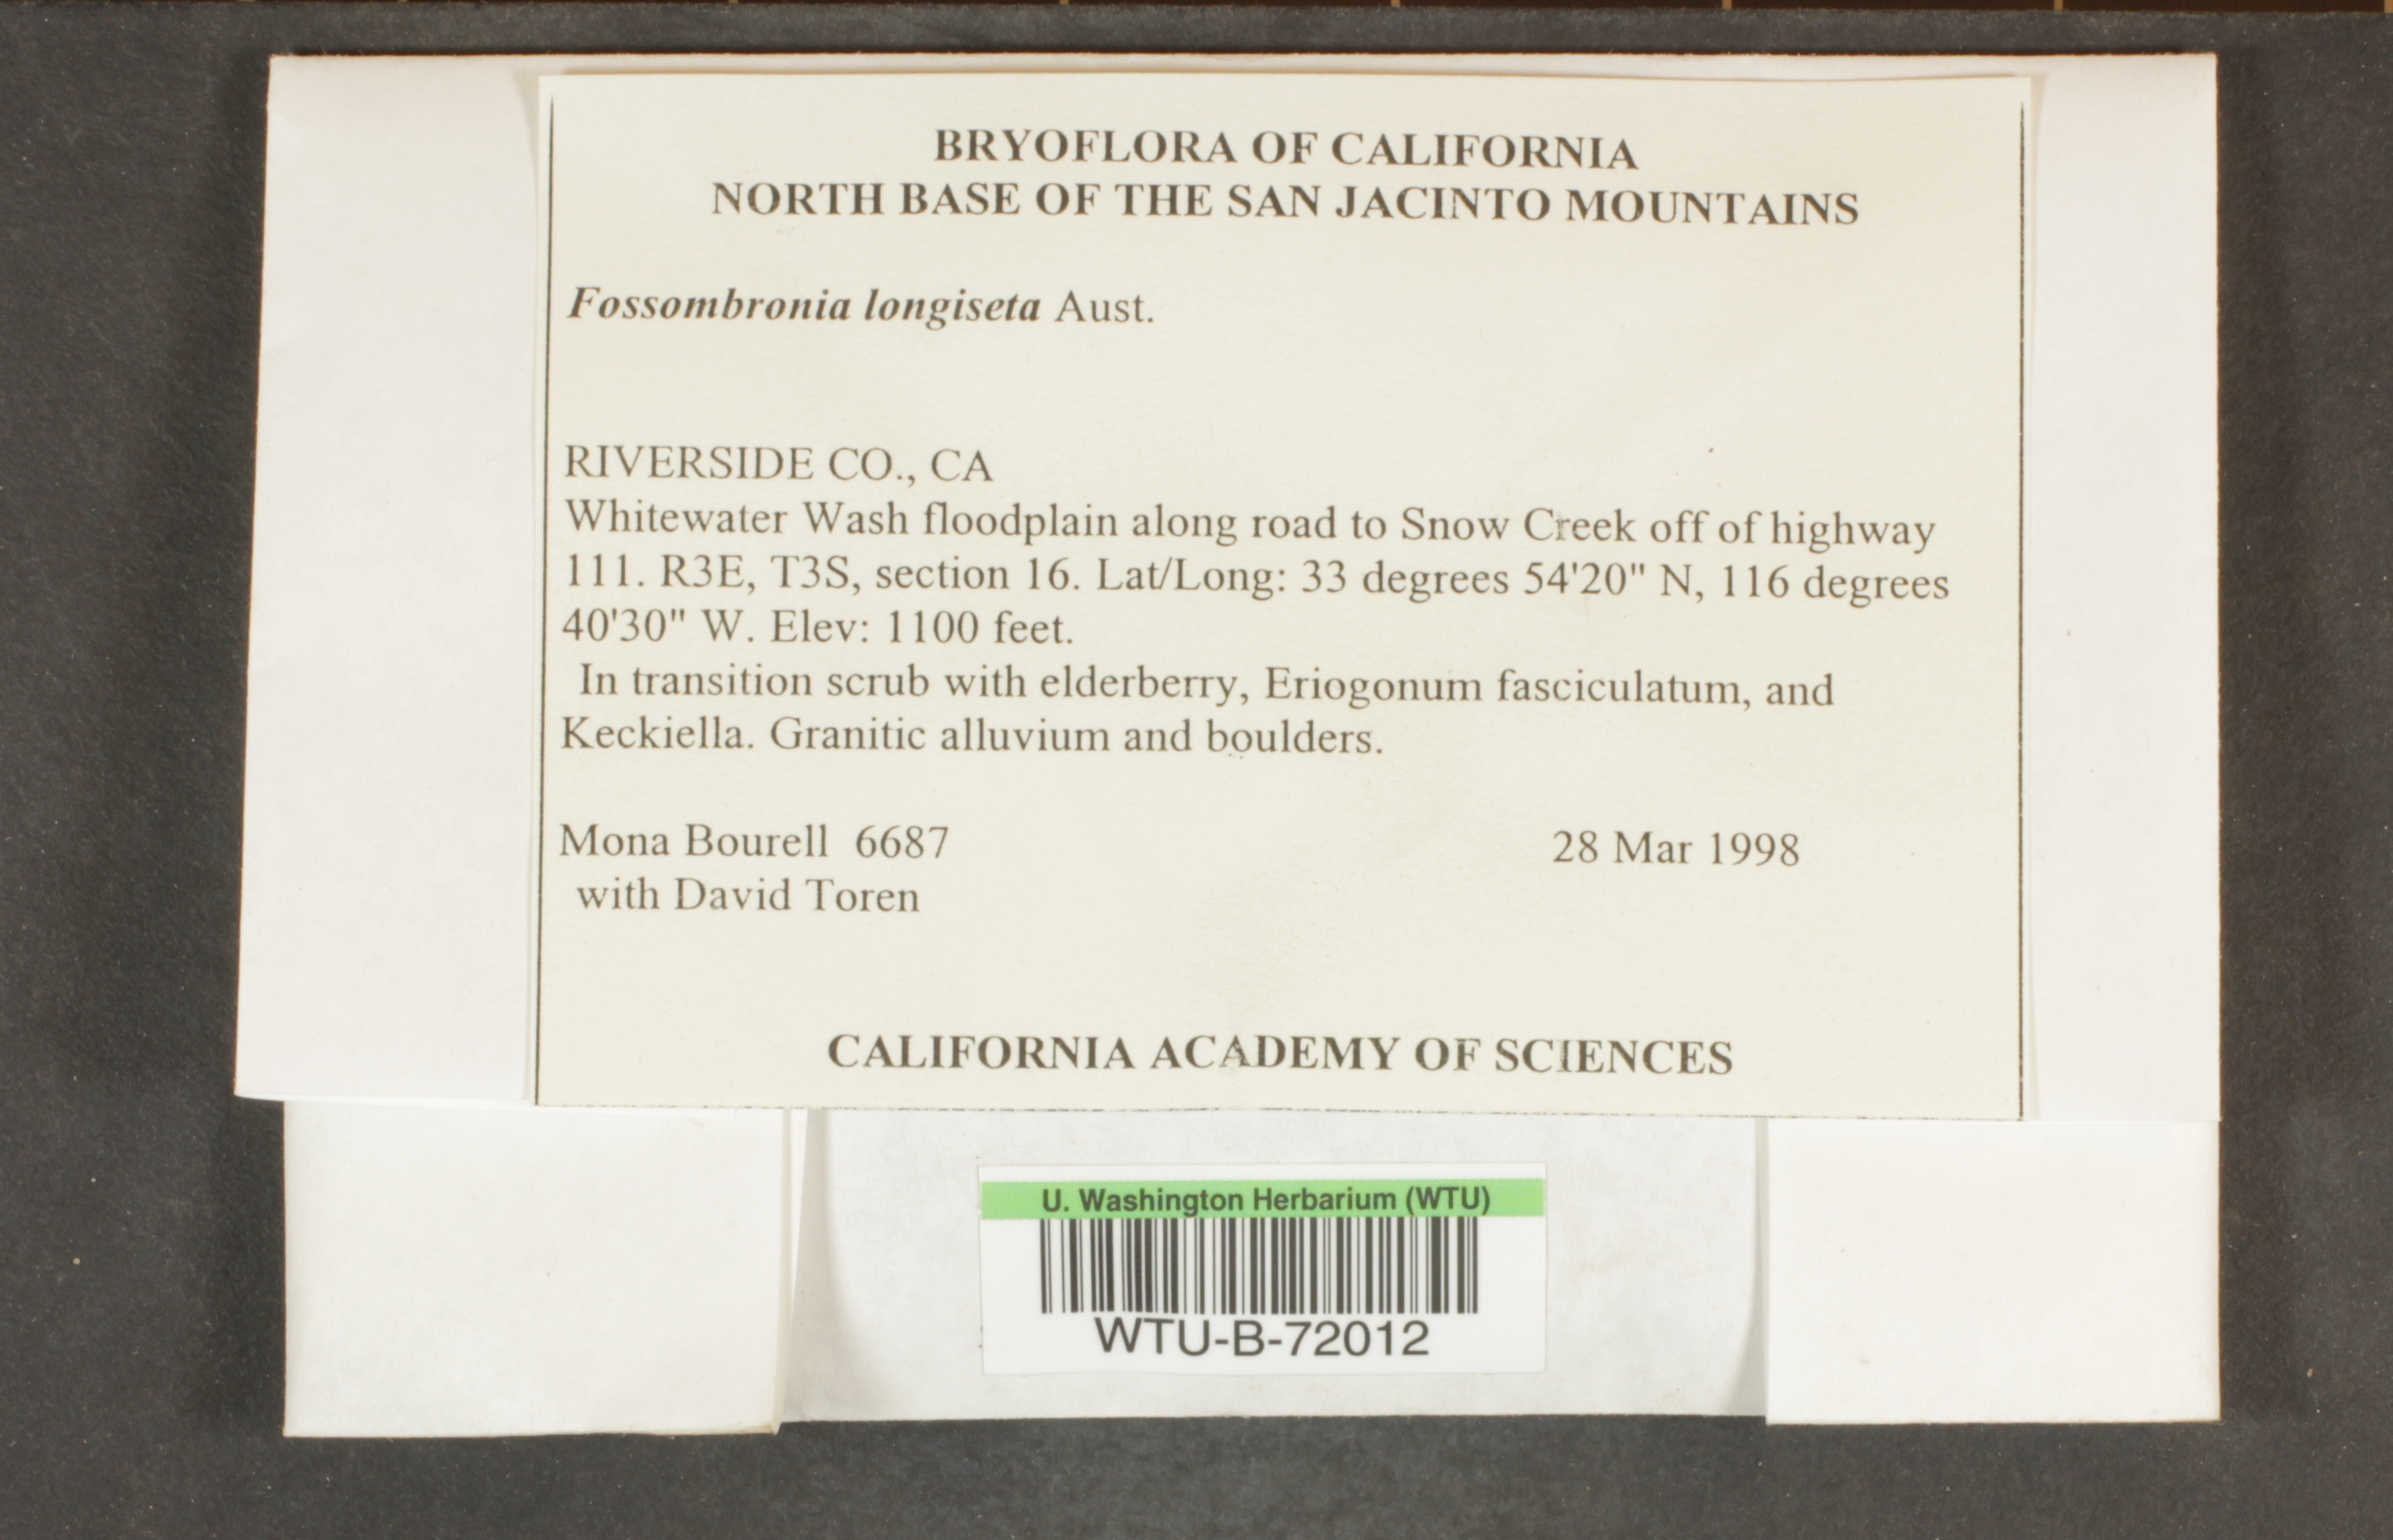 BRYOFLORA OF CALIFORNIA
NORTH BASE OF THE SAN JACINTO MOUNTAINS
Fossombronia longiseta Aust.
RIVERSIDE CO., CA
Whitewater Wash floodplain along road to Snow Creek off of highway
111. R3E, T3S, section 16. Lat/Long: 33 degrees 54'20" N, 116 degrees
40'30" W. Elev: 1100 feet.
In transition scrub with elderberry, Eriogonum fasciculatum, and
Keckiella. Granitic alluvium and boulders.
Mona Bourell 6687 28 Mar 1998
with David Toren
CALIFORNIA ACADEMY OF SCIENCES
U. Washington Herbarium (WTU)
WTU-B-72012